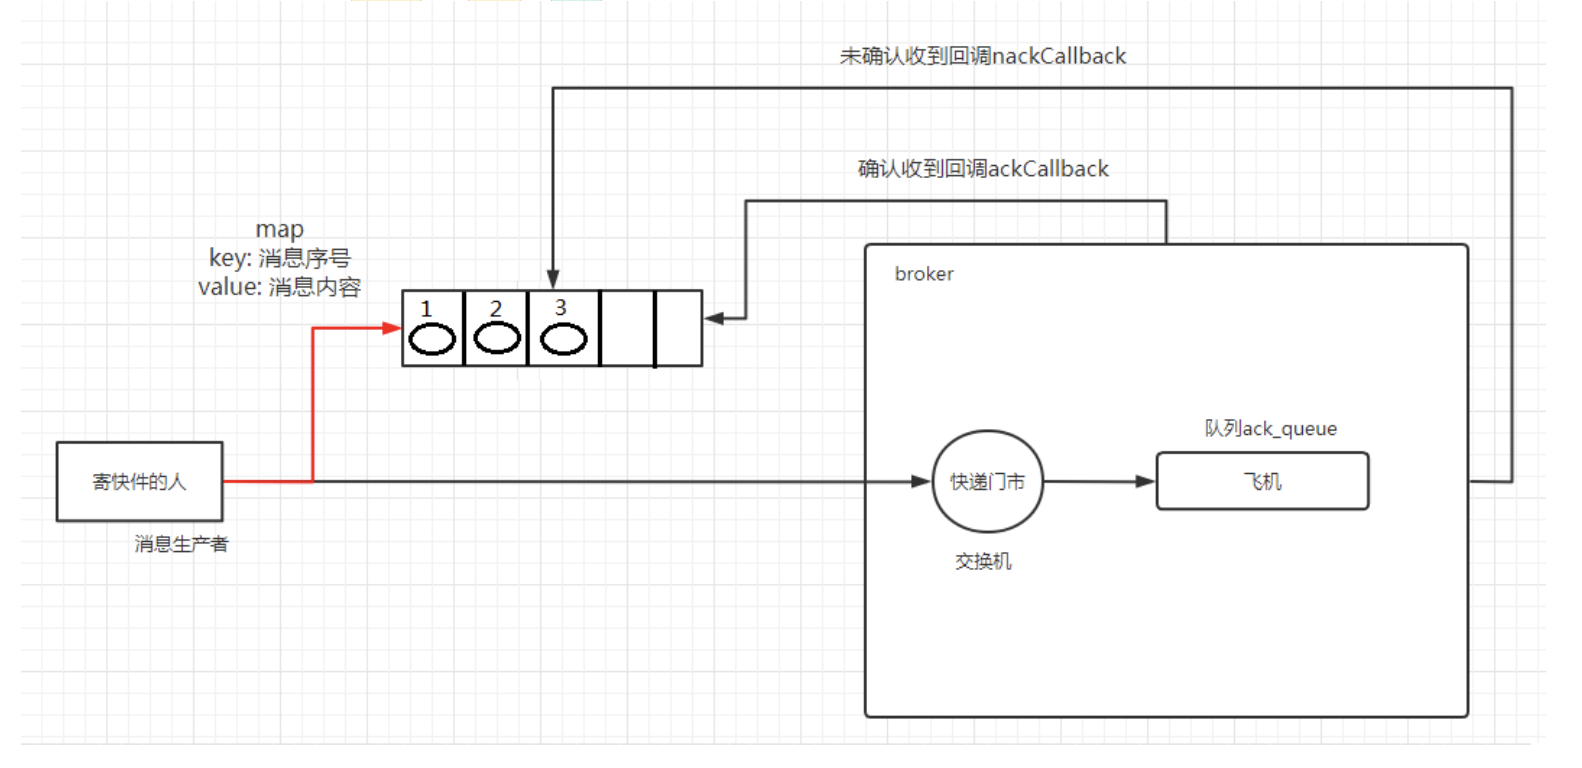 未确认收到回调nackCallback
确认收到回调ackCallback
map
key: 消息序号
value: 消息内容
broker
1
2
3
队列ack_queue
寄快件的人
快递门市
飞机
消息生产者
交换机